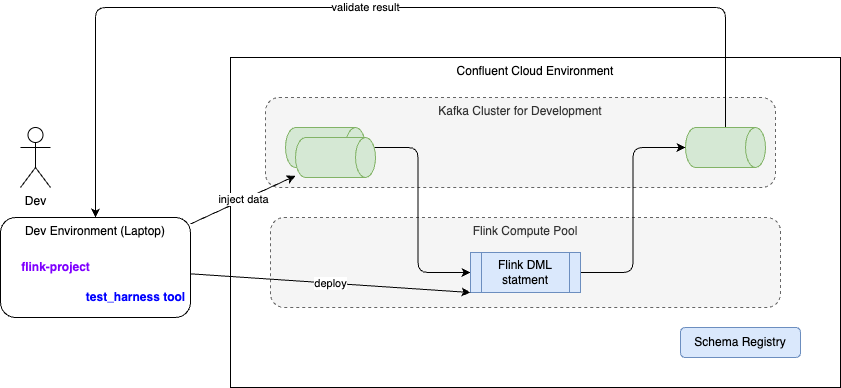 validate result
Confluent Cloud Environment
Kafka Cluster for Development
Dev
inject data
Dev Environment (Laptop)
flink-project
test_harness tool
Flink Compute Pool
deploy
Flink DML
statment
Schema Registry